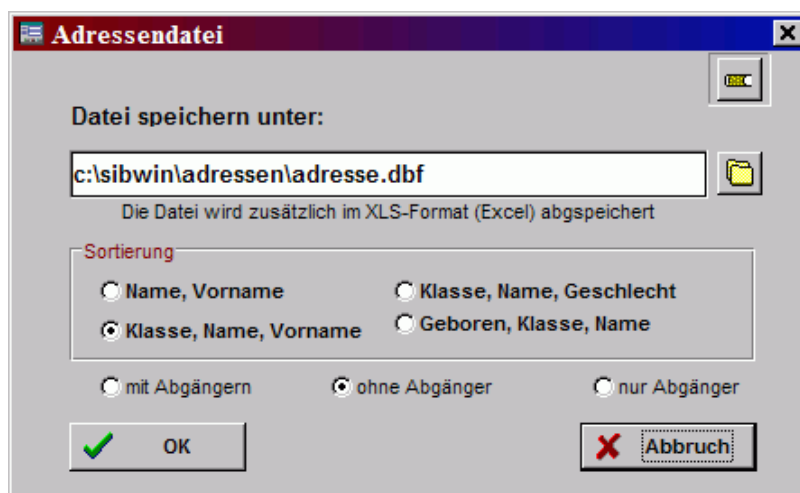 Adressendatei
Datei speichern unter:
c:\sibwin\adressen\adresse.dbf
Die Datei wird zusätzlich im XLS-Format (Excel) abgspeichert
Sortierung
Name, Vorname Klasse, Name, Geschlecht
Klasse, Name, Vorname Geboren, Klasse, Name
mit Abgängern ohne Abgänger nur Abgänger
OK Abbruch